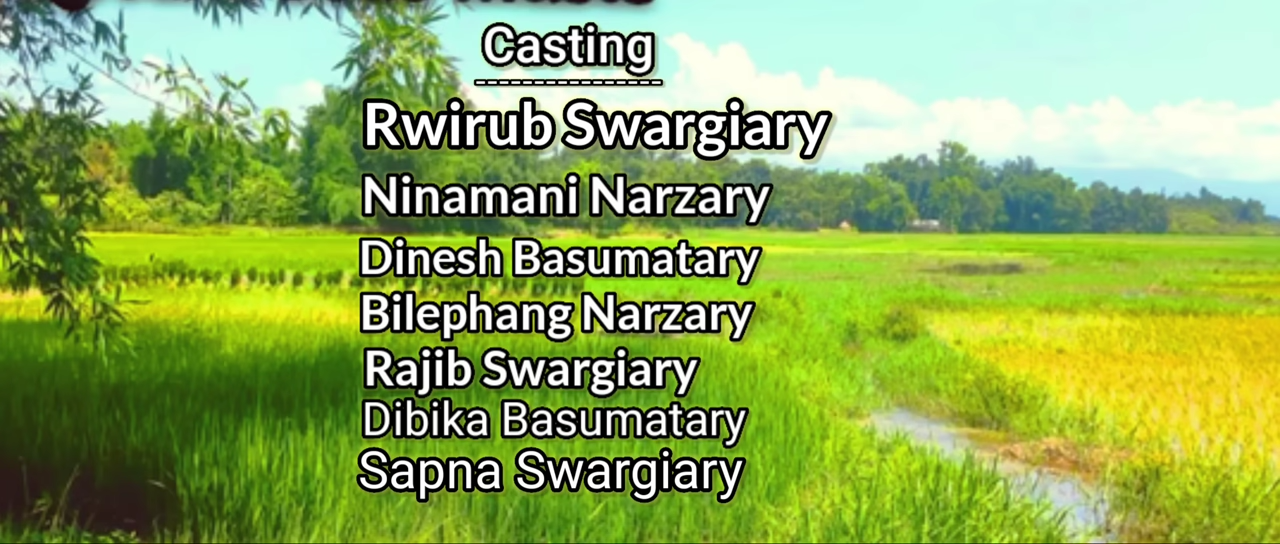 Casting
----------------
Rwirub Swargiary
Ninamani Narzary
Dinesh Basumatary
Bilephang Narzary
Rajib Swargiary
Dibika Basumatary
Sapna Swargiary